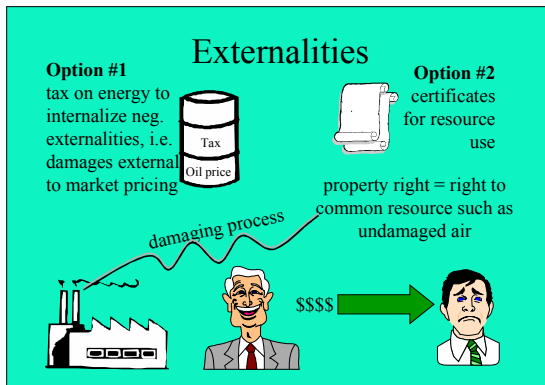 Externalities
Option #1
tax on energy to
internalize neg.
externalities, i.e.
damages external
to market pricing
Tax
Oil price
Option #2
certificates
for resource
use
property right = right to
common resource such as
undamaged air
damaging process
$$$$